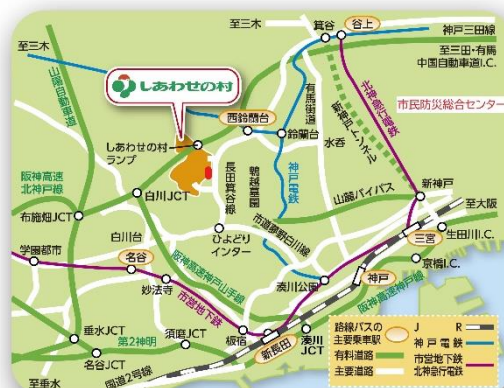 至三木
箕谷
谷上
神戸三田線
至三木
至三田・有馬
中国自動車道I.C.
山陽自動車道
しあわせの村
有馬街道
北神急行電鉄
市民防災総合センター
西鈴蘭台
新神戸トンネル
しあわせの村
ランプ
鈴蘭台
水呑
阪神高速
北神戸線
長田箕谷線
鵯越墓園
神戸電鉄
山麓バイパス
新神戸
白川JCT
至大阪
布施畑JCT
市道夢野白川線
三宮
生田川I.C.
学園都市
白川台
ひよどり
インター
名谷
阪神高速神戸山手線
神戸
京橋I.C.
妙法寺
湊川公園
市営地下鉄
阪神高速神戸線
垂水JCT
第2神明
須磨JCT
板宿
新長田
湊川
JCT
名谷JCT
至垂水
国道2号線
路線バスの
主要乗車駅
J R
神戸電鉄
有料道路
主要道路
市営地下鉄
北神急行電鉄